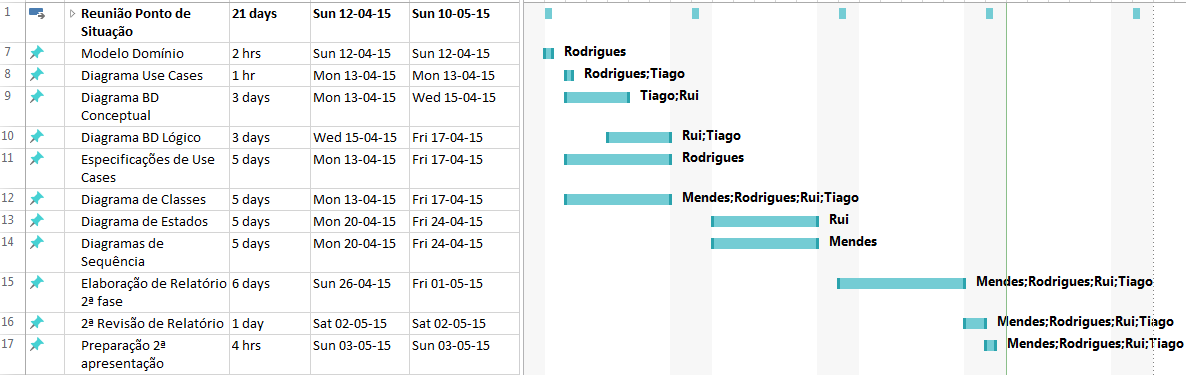 1 Reunião Ponto de 21 days Sun 12-04-15 Sun 10-05-15
Situação
7 Modelo Domínio 2 hrs Sun 12-04-15 Sun 12-04-15 Rodrigues
8 Diagrama Use Cases 1 hr Mon 13-04-15 Mon 13-04-15 Rodrigues;Tiago
9 Diagrama BD 3 days Mon 13-04-15 Wed 15-04-15 Tiago;Rui
Conceptual
10 Diagrama BD Lógico 3 days Wed 15-04-15 Fri 17-04-15 Rui;Tiago
11 Especificações de Use 5 days Mon 13-04-15 Fri 17-04-15 Rodrigues
Cases
12 Diagrama de Classes 5 days Mon 13-04-15 Fri 17-04-15 Mendes;Rodrigues;Rui;Tiago
13 Diagrama de Estados 5 days Mon 20-04-15 Fri 24-04-15 Rui
14 Diagramas de 5 days Mon 20-04-15 Fri 24-04-15 Mendes
Sequência
15 Elaboração de Relatório 6 days Sun 26-04-15 Fri 01-05-15 Mendes;Rodrigues;Rui;Tiago
2ª fase
16 2ª Revisão de Relatório 1 day Sat 02-05-15 Sat 02-05-15 Mendes;Rodrigues;Rui;Tiago
17 Preparação 2ª 4 hrs Sun 03-05-15 Sun 03-05-15 Mendes;Rodrigues;Rui;Tiago
apresentação